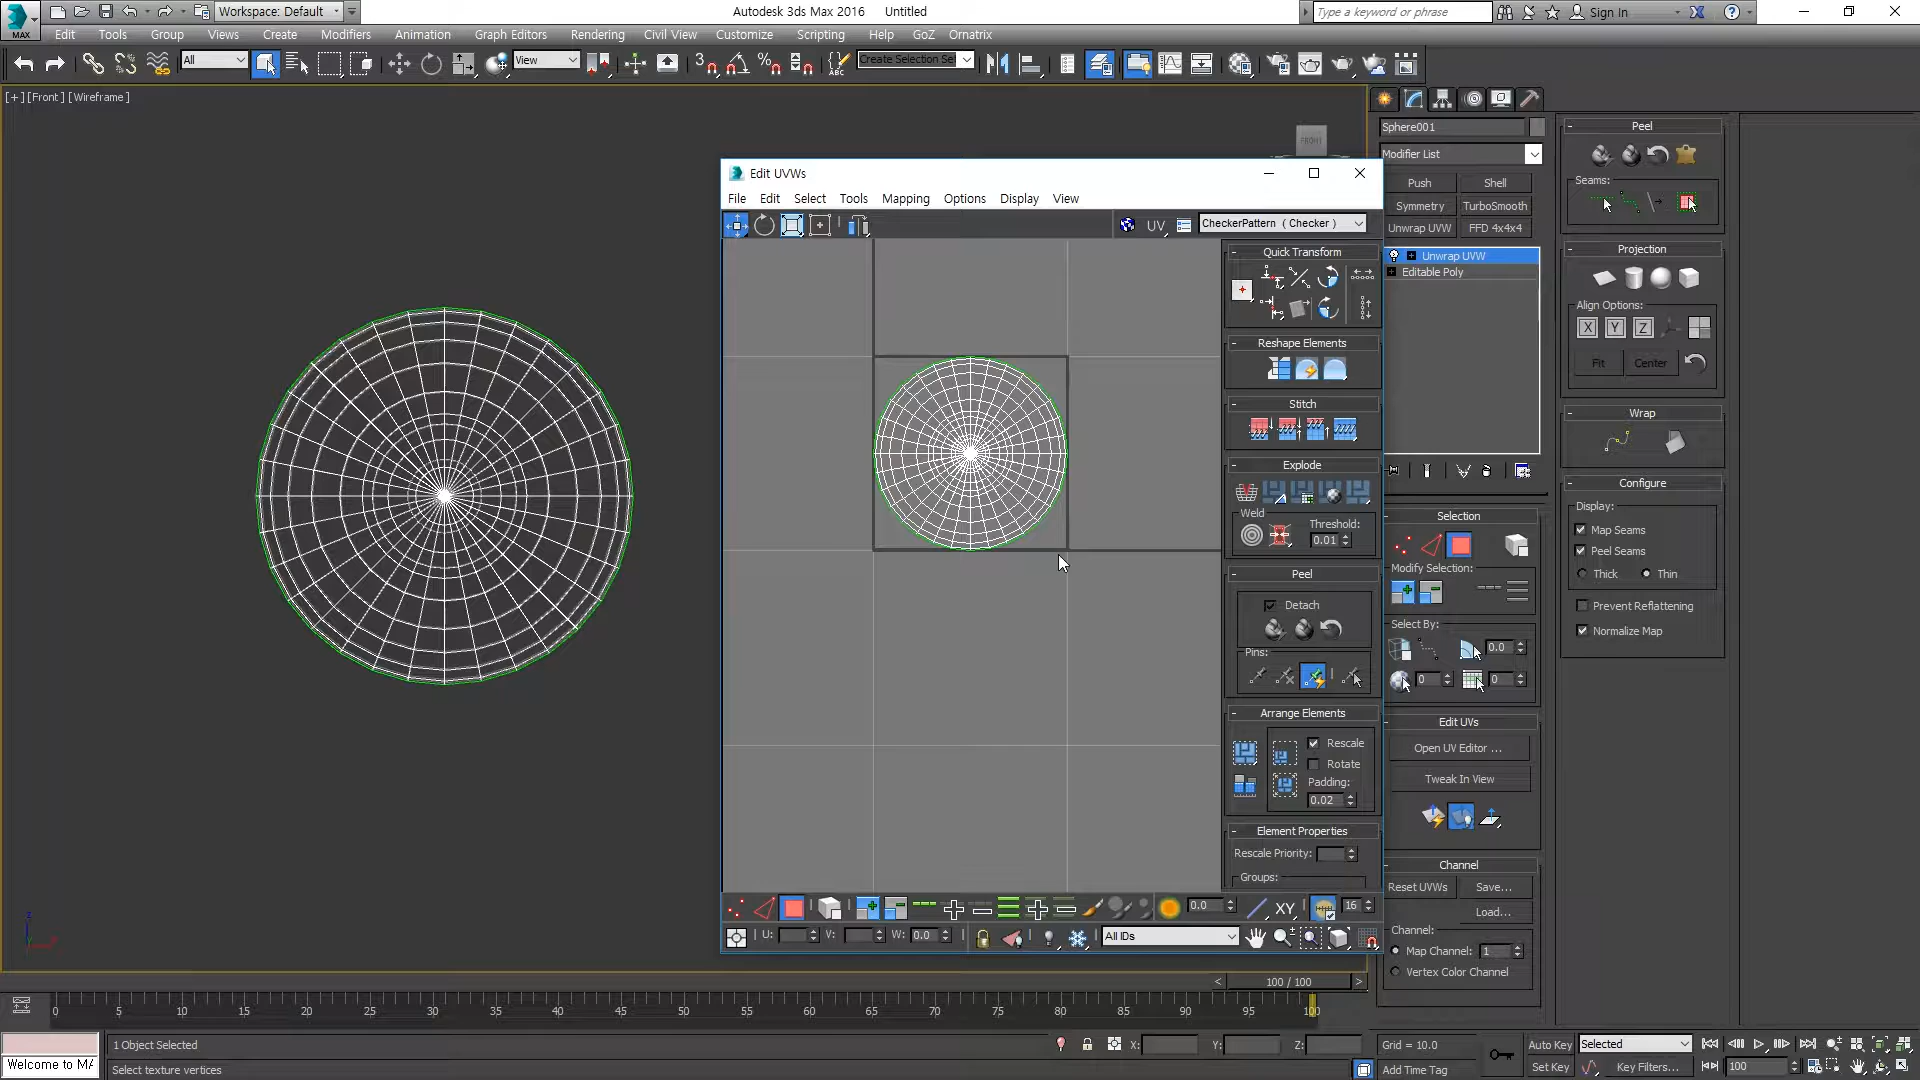 Workspace: Default
Autodesk 3ds Max 2016 Untitled
Type a keyword or phrase
Sign In
MAX
Edit Tools Group Views Create Modifiers Animation Graph Editors Rendering Civil View Customize Scripting Help GoZ Ornatrix
All
View
Create Selection Se
[+] [Front] [Wireframe]
FRONT
Sphere001
Modifier List
Push Shell
Symmetry TurboSmooth
Unwrap UVW FFD 4x4x4
Unwrap UVW
Editable Poly
Edit UVWs
File Edit Select Tools Mapping Options Display View
UV
CheckerPattern ( Checker )
Quick Transform
Reshape Elements
Stitch
Explode
Weld
Threshold:
0.01
Peel
Detach
Pins:
Arrange Elements
Rescale
Rotate
Padding:
0.02
Element Properties
Rescale Priority:
Groups:
0.0
XY
16
U: V: W: 0.0
All IDs
Selection
Modify Selection:
Select By:
0.0
0 0
Edit UVs
Open UV Editor ...
Tweak In View
Channel
Reset UVWs Save...
Load...
Channel:
Map Channel: 1
Vertex Color Channel
Peel
Seams:
Projection
Align Options:
X Y Z
Fit Center
Wrap
Configure
Display:
Map Seams
Peel Seams
Thick Thin
Prevent Reflattening
Normalize Map
z
x
< 100 / 100 >
0 5 10 15 20 25 30 35 40 45 50 55 60 65 70 75 80 85 90 95 100
1 Object Selected
X: Y: Z: Grid = 10.0
Auto Key Selected
Welcome to MA
Select texture vertices
Add Time Tag
Set Key Key Filters...
100